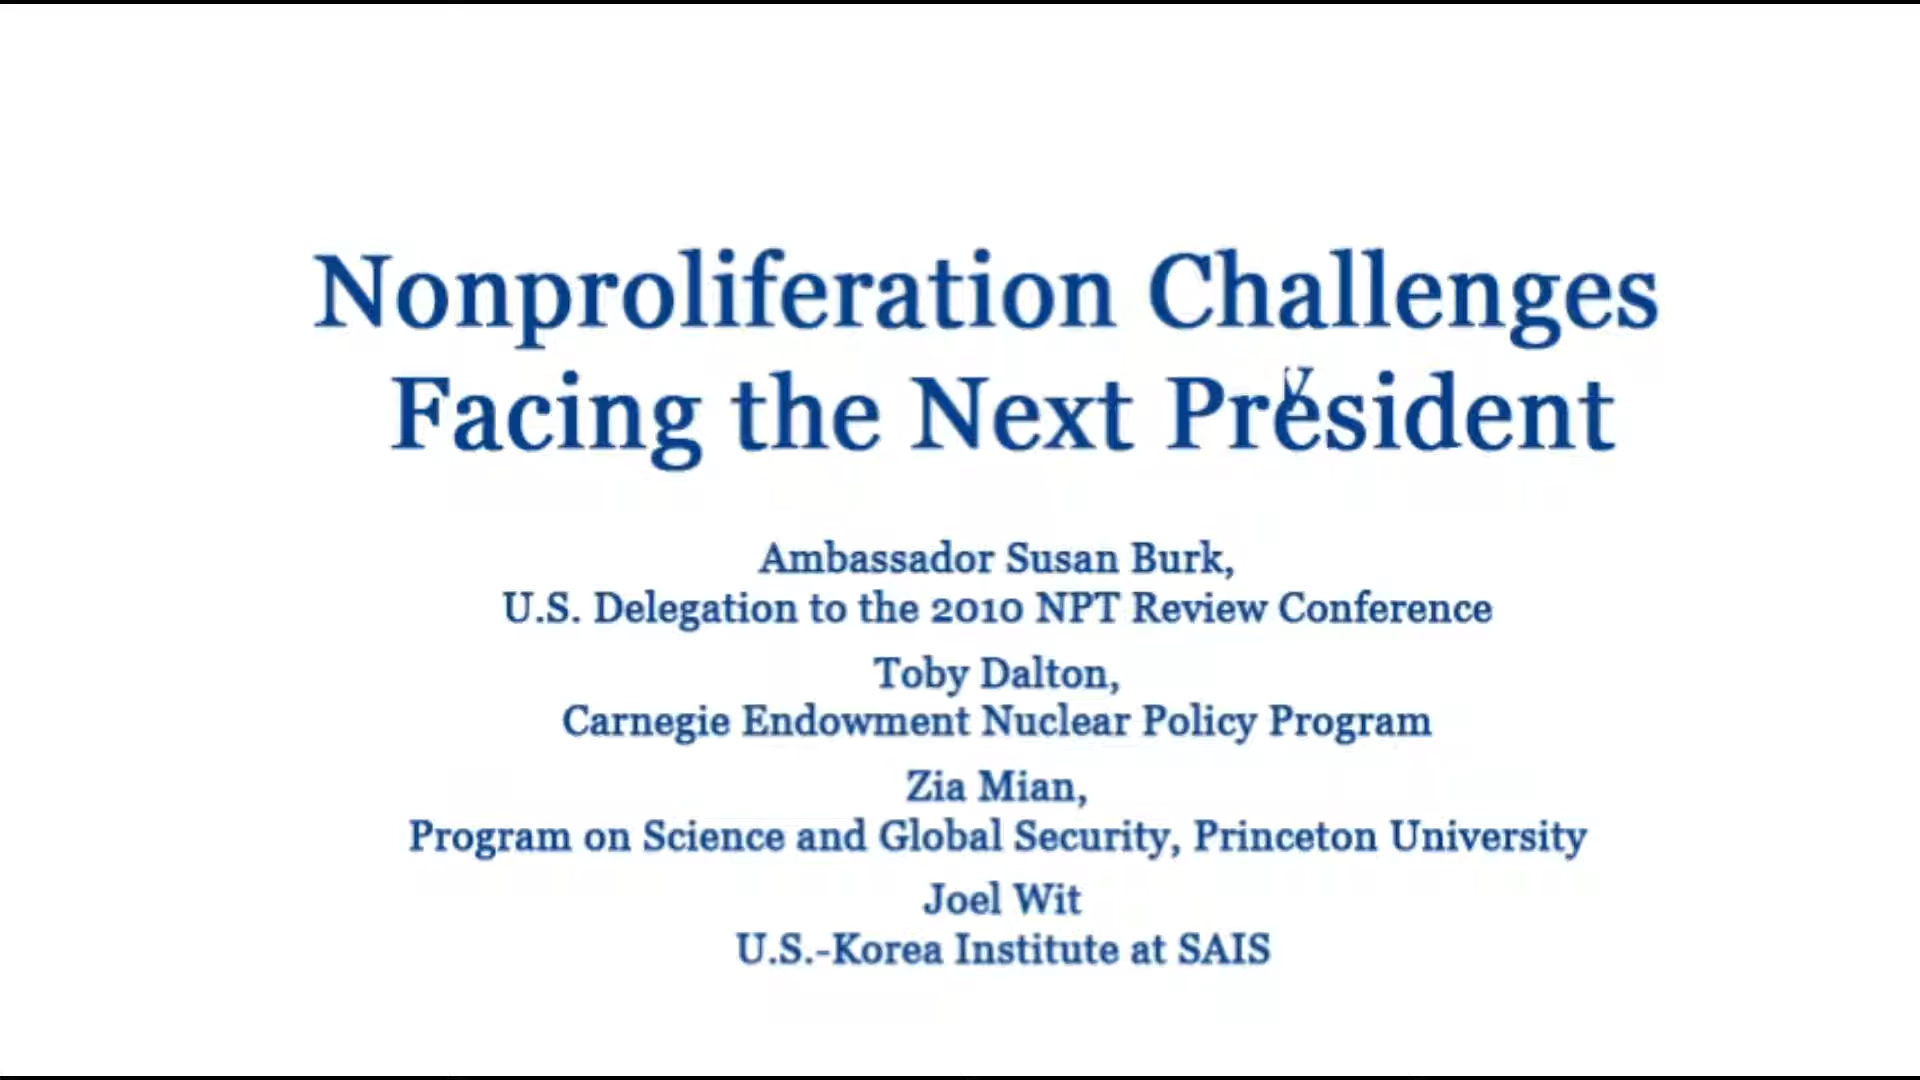 Nonproliferation Challenges
Facing the Next President
Ambassador Susan Burk,
U.S. Delegation to the 2010 NPT Review Conference
Toby Dalton,
Carnegie Endowment Nuclear Policy Program
Zia Mian,
Program on Science and Global Security, Princeton University
Joel Wit
U.S.-Korea Institute at SAIS